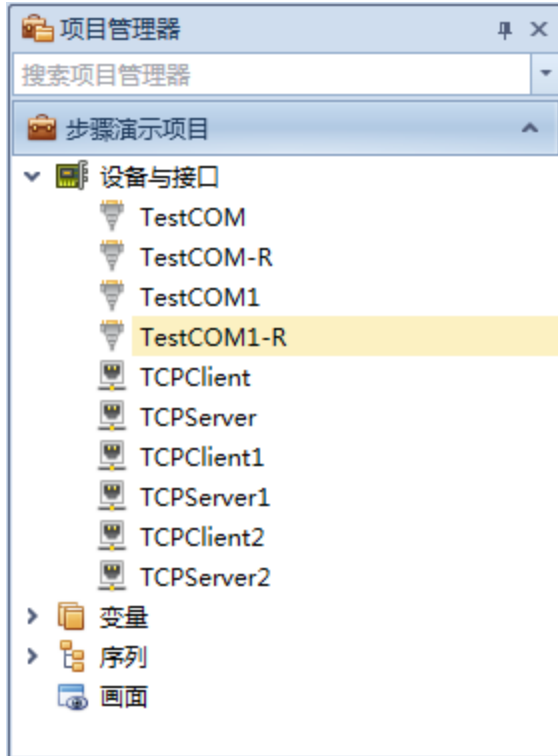 项目管理器
搜索项目管理器
步骤演示项目
设备与接口
TestCOM
TestCOM-R
TestCOM1
TestCOM1-R
TCPClient
TCPServer
TCPClient1
TCPServer1
TCPClient2
TCPServer2
变量
序列
画面